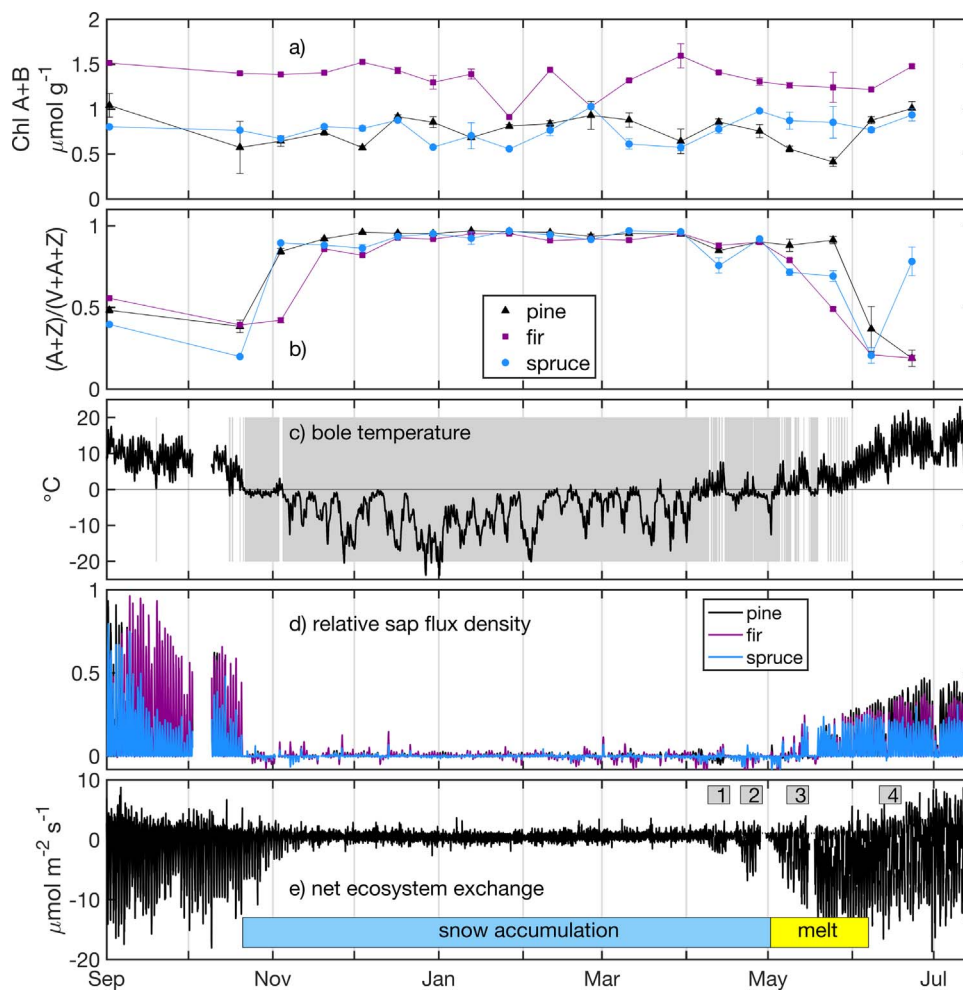 2
a)
1.5
1
0.5
0
Chl A+B
μmol g⁻¹
1
0.5
0
(A+Z)/(V+A+Z)
b)
pine
fir
spruce
20
10
0
-10
-20
°C
c) bole temperature
1
0.5
0
d) relative sap flux density
pine
fir
spruce
10
0
-10
-20
μmol m⁻² s⁻¹
1 2 3 4
e) net ecosystem exchange
snow accumulation melt
Sep Nov Jan Mar May Jul